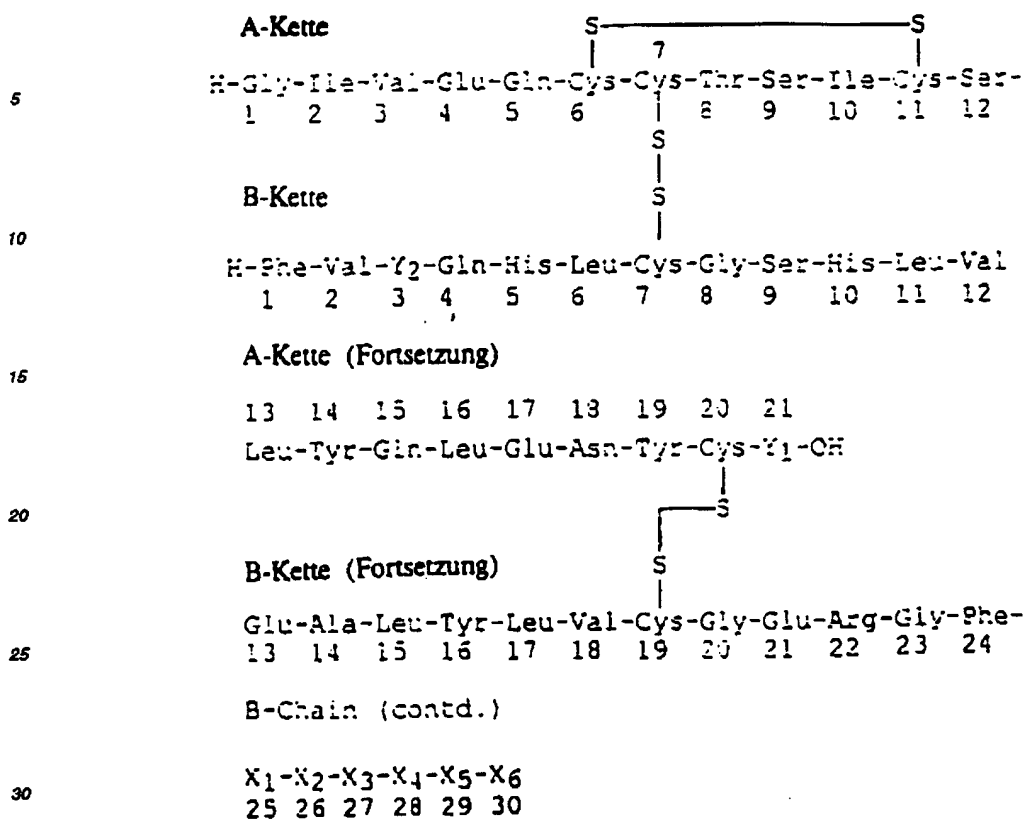 A-Kette
S S
7
H-Gly-Ile-Val-Glu-Gln-Cys-Cys-Thr-Ser-Ile-Cys-Ser-
5
1 2 3 4 5 6 8 9 10 11 12
S
S
B-Kette
10
H-Phe-Val-Y2-Gln-His-Leu-Cys-Gly-Ser-His-Leu-Val
1 2 3 4 5 6 7 8 9 10 11 12
A-Kette (Fortsetzung)
15
13 14 15 16 17 18 19 20 21
Leu-Tyr-Gln-Leu-Glu-Asn-Tyr-Cys-Y1-OH
S
20
S
B-Kette (Fortsetzung)
Glu-Ala-Leu-Tyr-Leu-Val-Cys-Gly-Glu-Arg-Gly-Phe-
25
13 14 15 16 17 18 19 20 21 22 23 24
B-Chain (contd.)
X1-X2-X3-X4-X5-X6
30
25 26 27 28 29 30